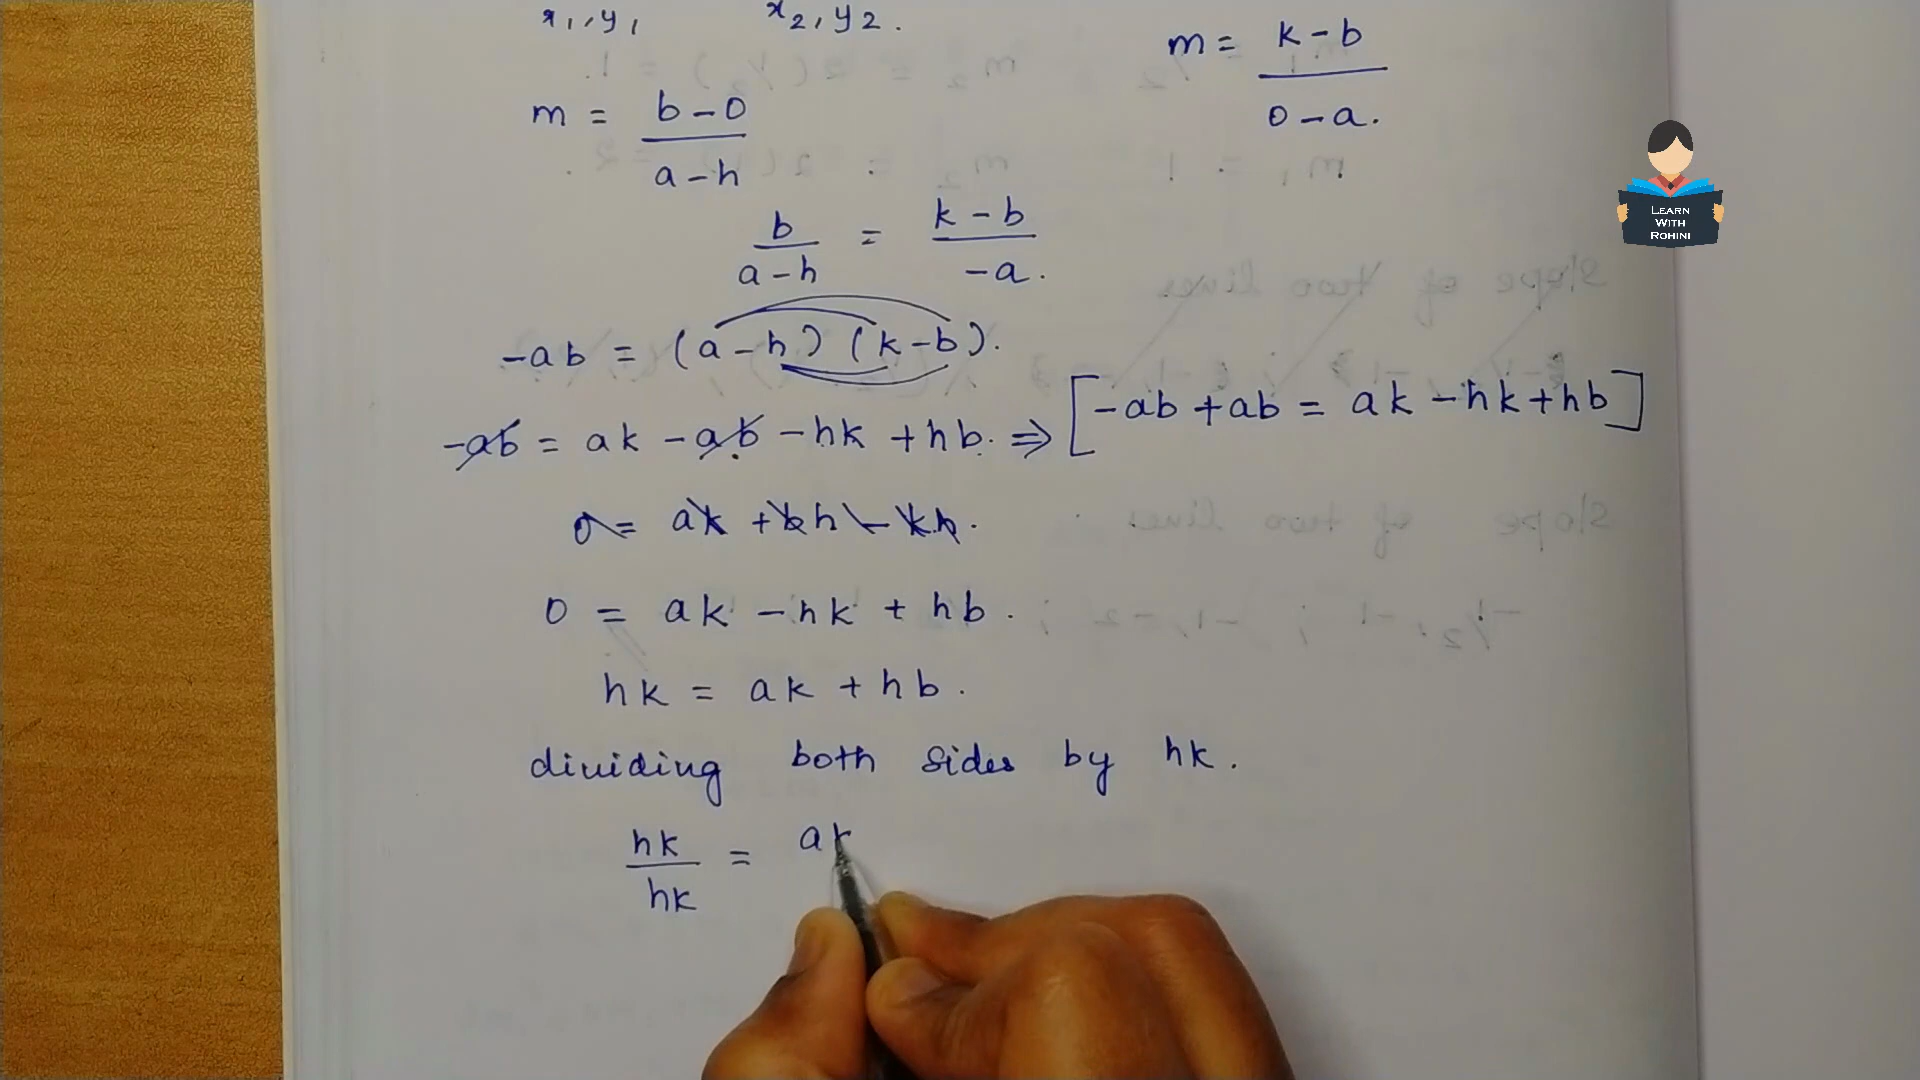 x₁,y₁ x₂,y₂.
m = (b-0)/(a-h)
m = (k-b)/(0-a).
b/(a-h) = (k-b)/(-a).
-ab = (a-h) (k-b).
-ab = ak -ab -hk +hb. ⇒ [-ab +ab = ak -hk +hb]
0 = ak +bh - kh.
0 = ak -hk + hb.
hk = ak + hb.
dividing both sides by hk.
hk/hk = ak
LEARN
WITH
ROHINI